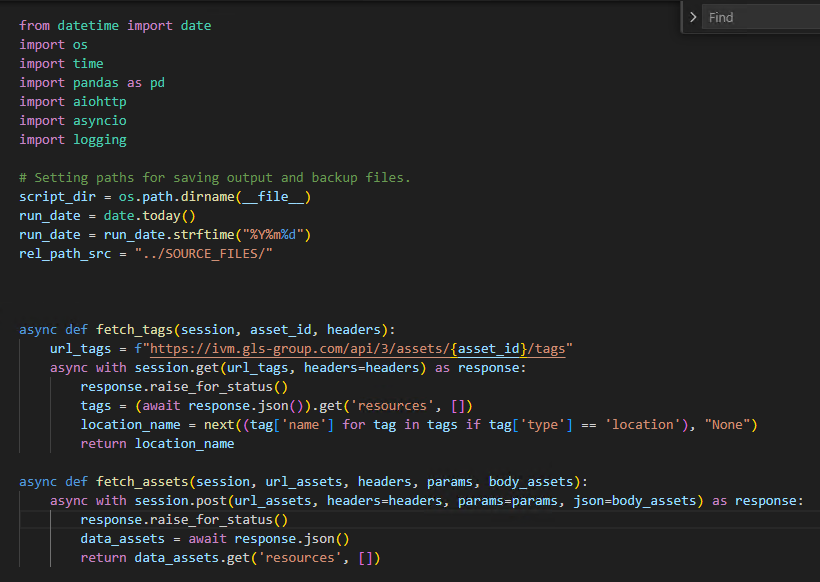 Find
from datetime import date
import os
import time
import pandas as pd
import aiohttp
import asyncio
import logging
# Setting paths for saving output and backup files.
script_dir = os.path.dirname(__file__)
run_date = date.today()
run_date = run_date.strftime("%Y%m%d")
rel_path_src = "../SOURCE_FILES/"
async def fetch_tags(session, asset_id, headers):
    url_tags = f"https://ivm.gls-group.com/api/3/assets/{asset_id}/tags"
    async with session.get(url_tags, headers=headers) as response:
        response.raise_for_status()
        tags = (await response.json()).get('resources', [])
        location_name = next((tag['name'] for tag in tags if tag['type'] == 'location'), "None")
        return location_name
async def fetch_assets(session, url_assets, headers, params, body_assets):
    async with session.post(url_assets, headers=headers, params=params, json=body_assets) as response:
        response.raise_for_status()
        data_assets = await response.json()
        return data_assets.get('resources', [])